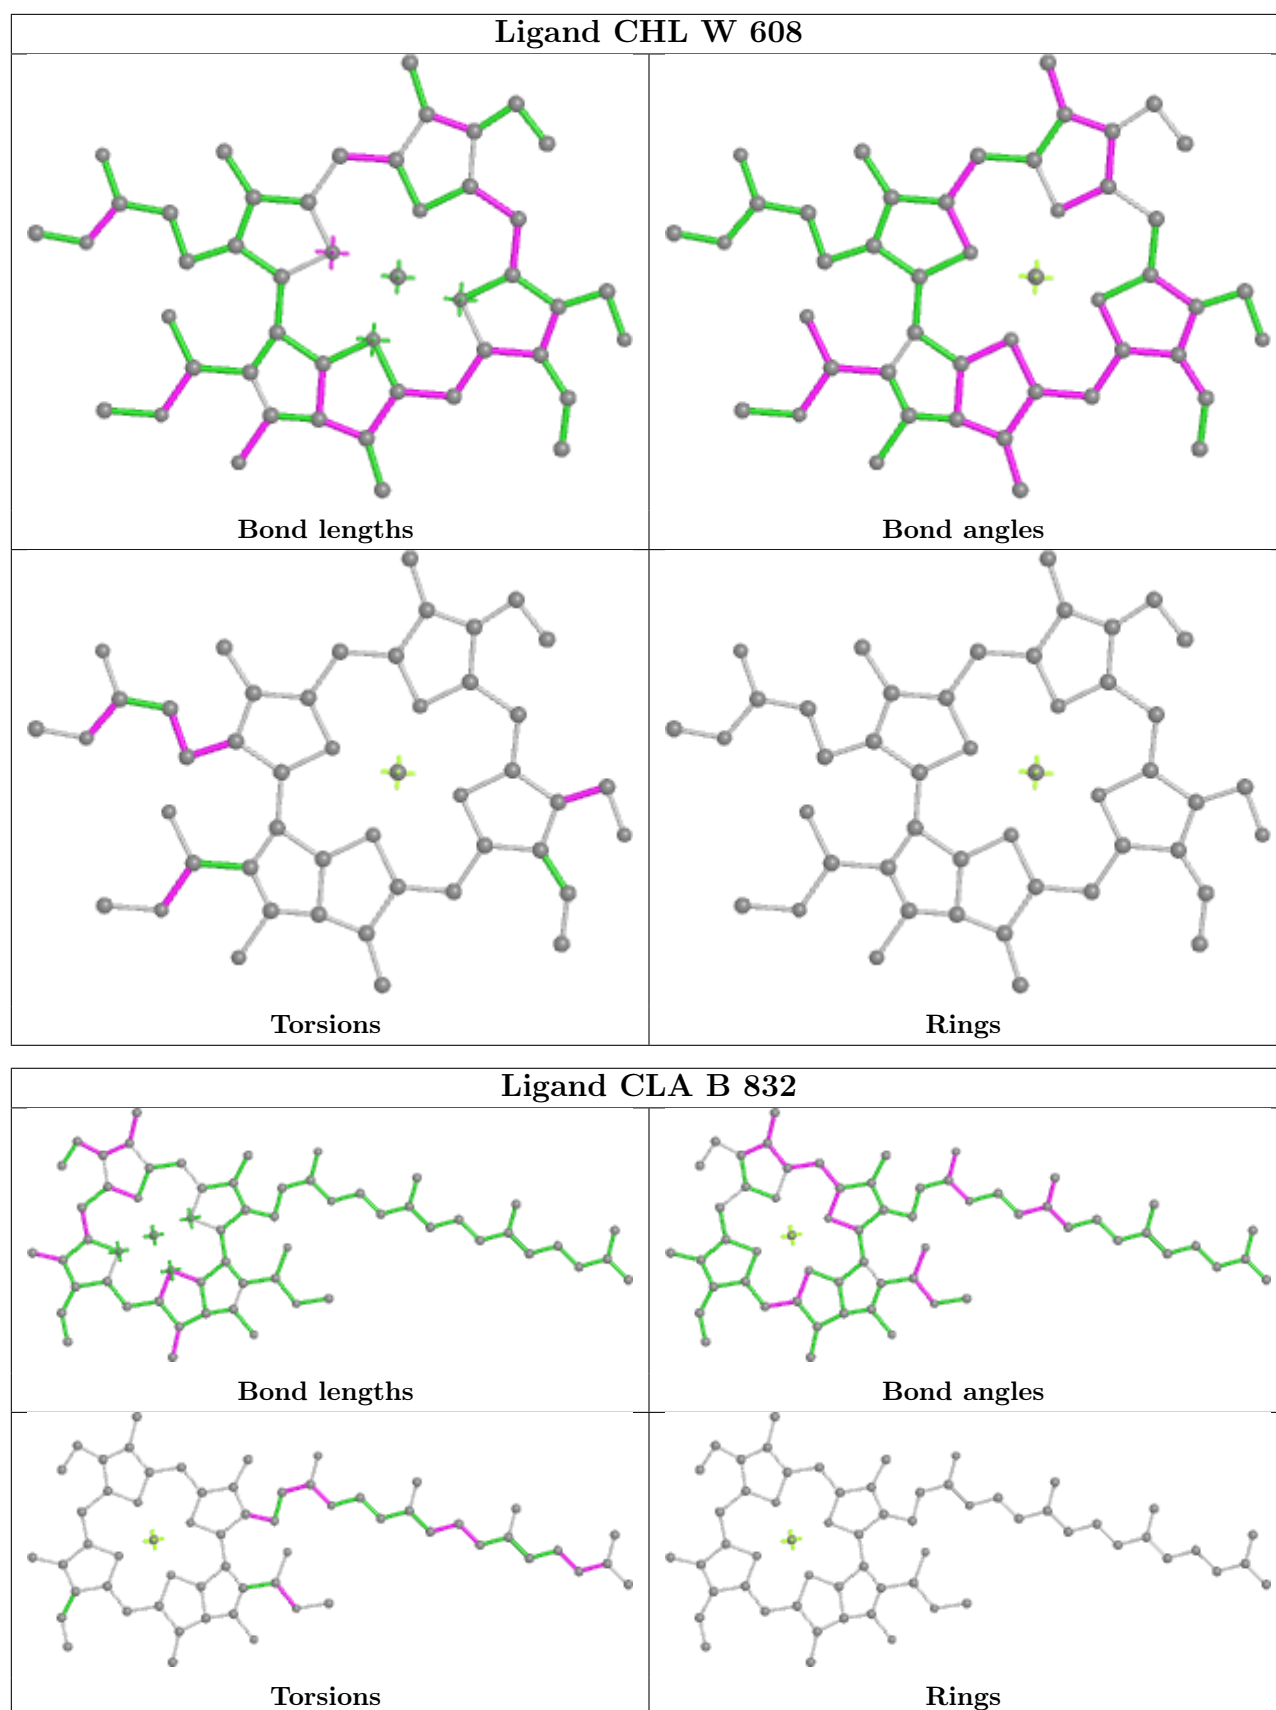 Ligand CHL W 608
Bond lengths
Bond angles
Torsions
Rings
Ligand CLA B 832
Bond lengths
Bond angles
Torsions
Rings